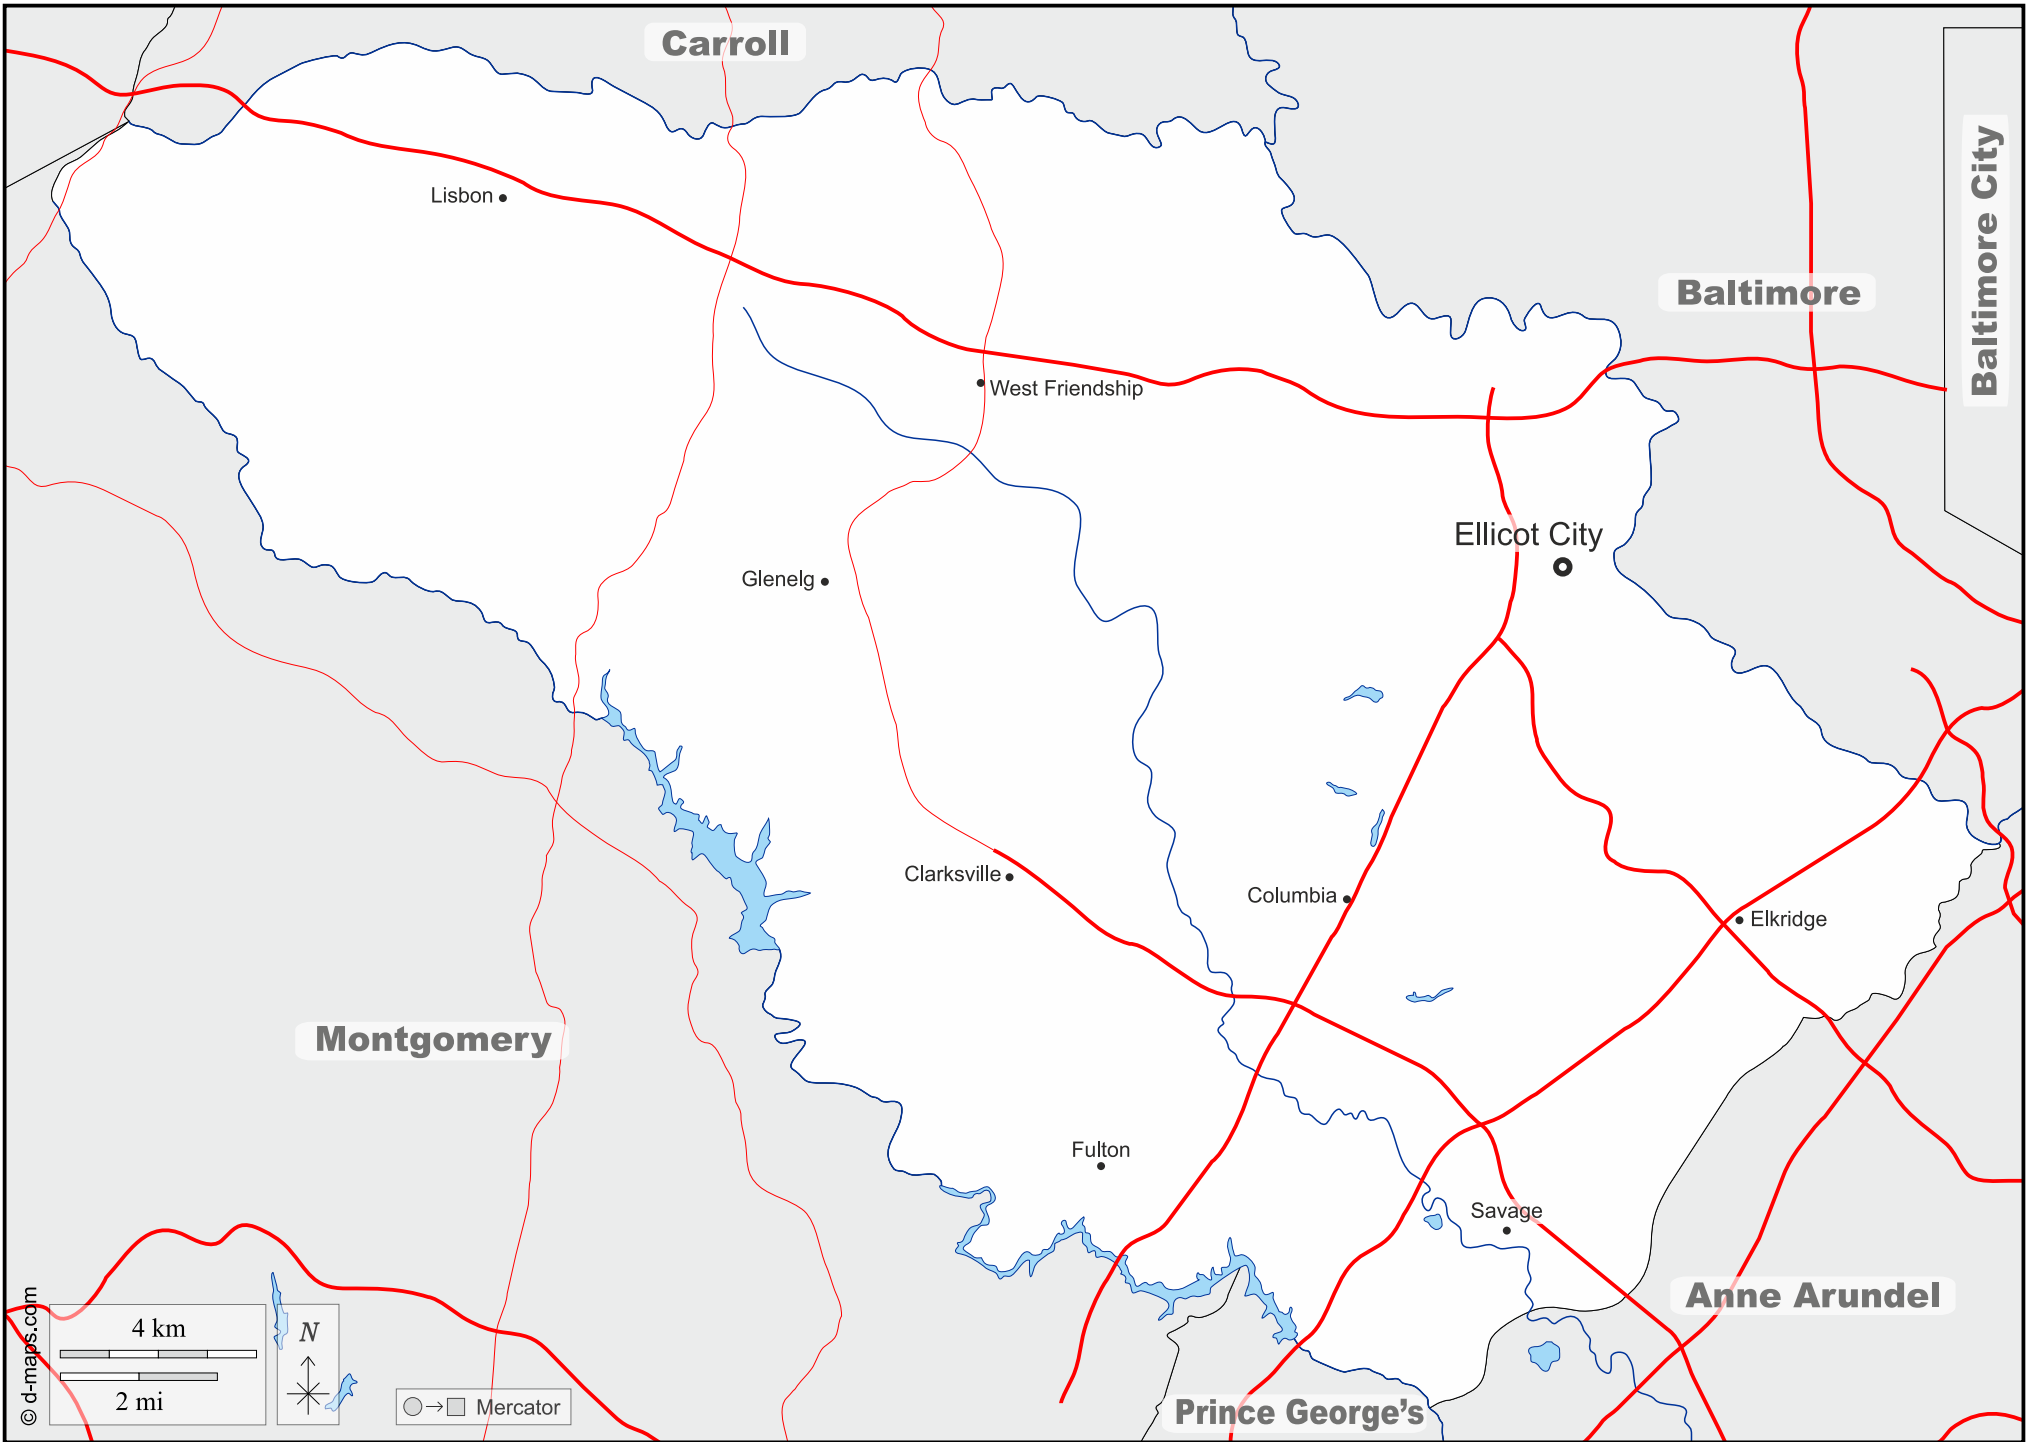 Carroll
Baltimore City
Lisbon
Baltimore
West Friendship
Ellicot City
Glenelg
Clarksville
Columbia
Elkridge
Montgomery
Fulton
Savage
Anne Arundel
© d-maps.com
4 km
2 mi
N
Mercator
Prince George's